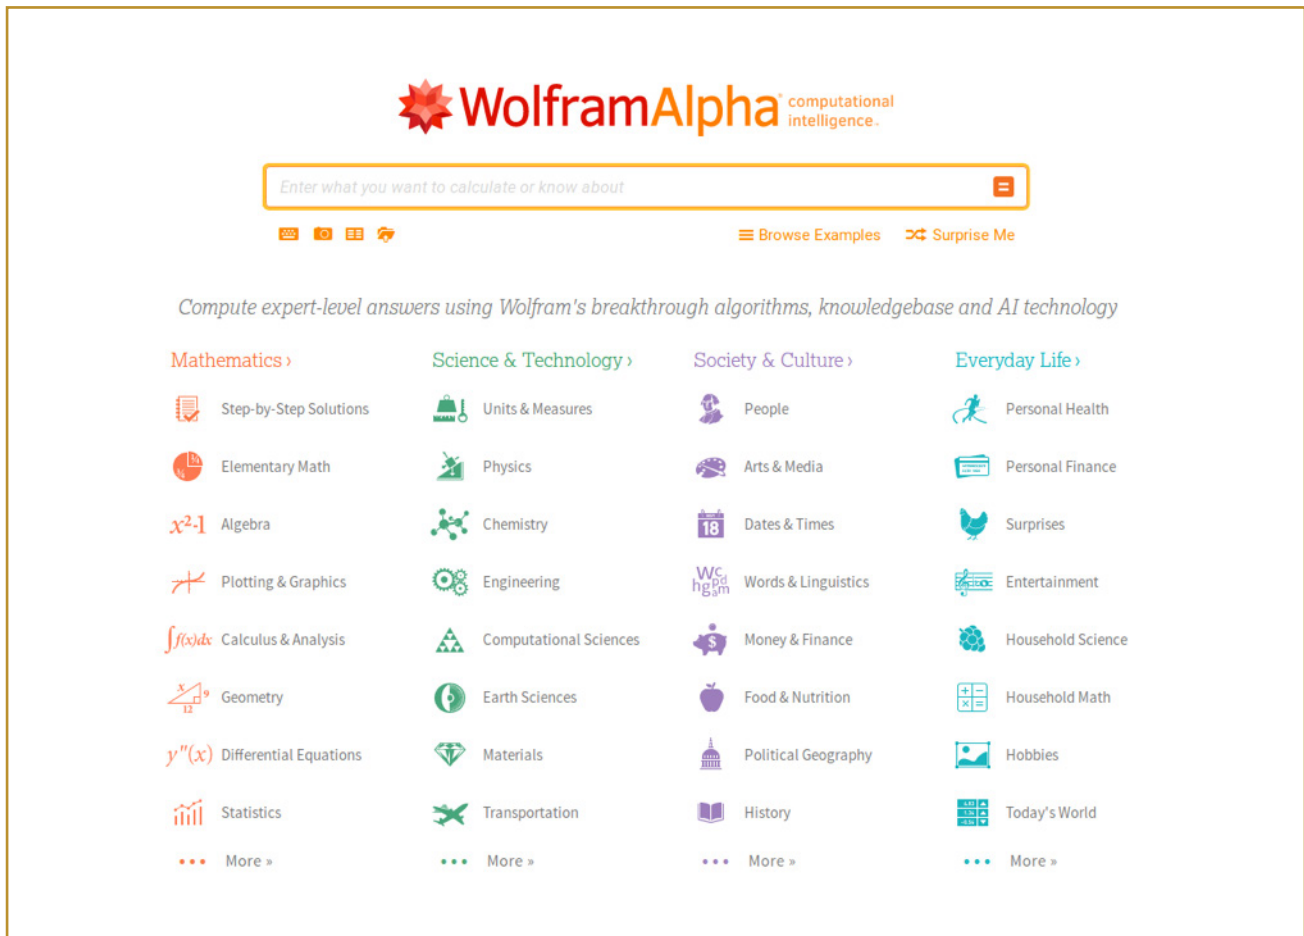 WolframAlpha computational intelligence™
Enter what you want to calculate or know about
Browse Examples
Surprise Me
Compute expert-level answers using Wolfram's breakthrough algorithms, knowledgebase and AI technology
Mathematics ›
Step-by-Step Solutions
Elementary Math
x²-1 Algebra
Plotting & Graphics
∫f(x)dx Calculus & Analysis
x 9 12 Geometry
y″(x) Differential Equations
Statistics
More »
Science & Technology ›
Units & Measures
Physics
Chemistry
Engineering
Computational Sciences
Earth Sciences
Materials
Transportation
More »
Society & Culture ›
People
Arts & Media
18 Dates & Times
Words & Linguistics
$ Money & Finance
Food & Nutrition
Political Geography
History
More »
Everyday Life ›
Personal Health
Personal Finance
Surprises
Entertainment
Household Science
+ − × = Household Math
Hobbies
Today's World
More »